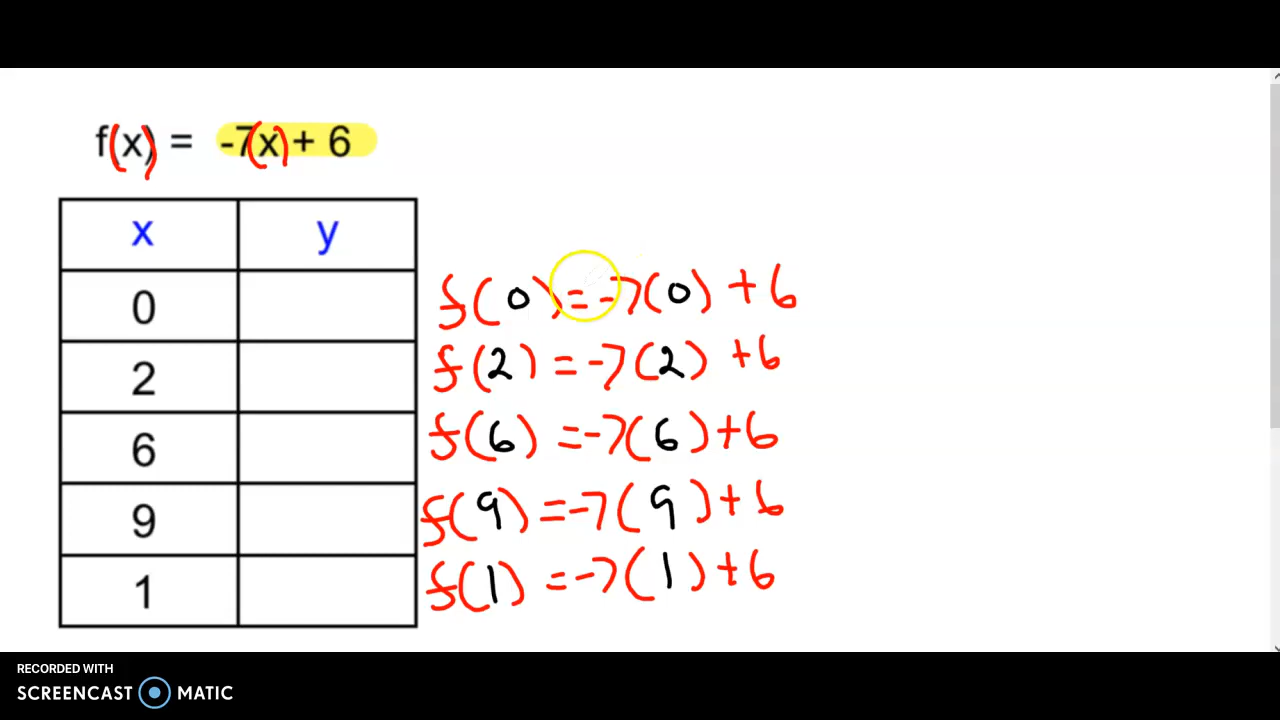 f(x) = -7(x) + 6
x y
0 f(0) = -7(0) + 6
2 f(2) = -7(2) + 6
6 f(6) = -7(6) + 6
9 f(9) = -7(9) + 6
1 f(1) = -7(1) + 6
RECORDED WITH
SCREENCAST MATIC